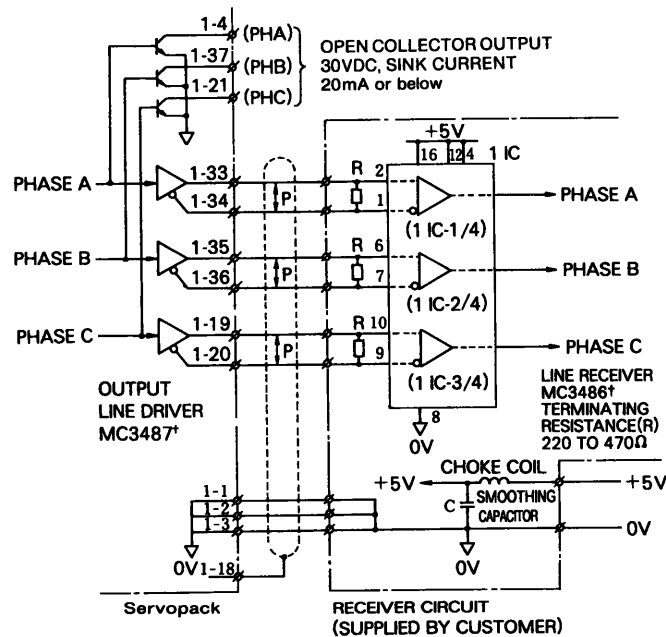 1-4 (PHA)
1-37 (PHB)
1-21 (PHC)
OPEN COLLECTOR OUTPUT
30VDC, SINK CURRENT
20mA or below
+5V
16 12 4 1 IC
PHASE A 1-33 R 2 PHASE A
1-34 P 1
(1 IC-1/4)
PHASE B 1-35 R 6 PHASE B
1-36 P 7
(1 IC-2/4)
PHASE C 1-19 R 10 PHASE C
1-20 P 9
(1 IC-3/4)
OUTPUT
LINE DRIVER
MC3487†
8
0V
LINE RECEIVER
MC3486†
TERMINATING
RESISTANCE(R)
220 TO 470Ω
CHOKE COIL
+5V +5V
C SMOOTHING
CAPACITOR
1-1
1-2
1-3
0V
0V
0V
1-18
Servopack
RECEIVER CIRCUIT
(SUPPLIED BY CUSTOMER)